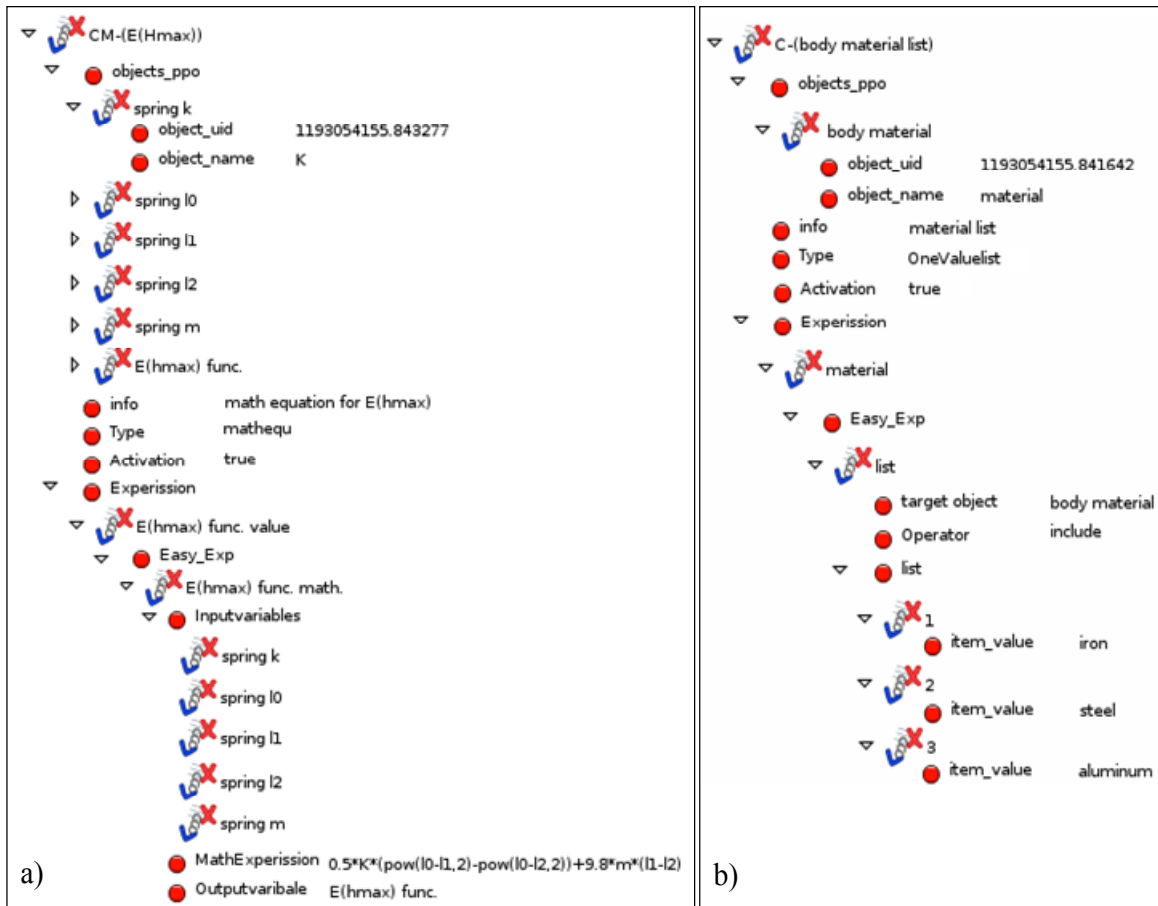 CM-(E(Hmax))
objects_ppo
spring k
object_uid 1193054155.843277
object_name K
spring l0
spring l1
spring l2
spring m
E(hmax) func.
info math equation for E(hmax)
Type mathequ
Activation true
Experission
E(hmax) func. value
Easy_Exp
E(hmax) func. math.
Inputvariables
spring k
spring l0
spring l1
spring l2
spring m
MathExperission 0.5*K*(pow(l0-l1,2)-pow(l0-l2,2))+9.8*m*(l1-l2)
Outputvaribale E(hmax) func.
a)
C-(body material list)
objects_ppo
body material
object_uid 1193054155.841642
object_name material
info material list
Type OneValuelist
Activation true
Experission
material
Easy_Exp
list
target object body material
Operator include
list
1
item_value iron
2
item_value steel
3
item_value aluminum
b)